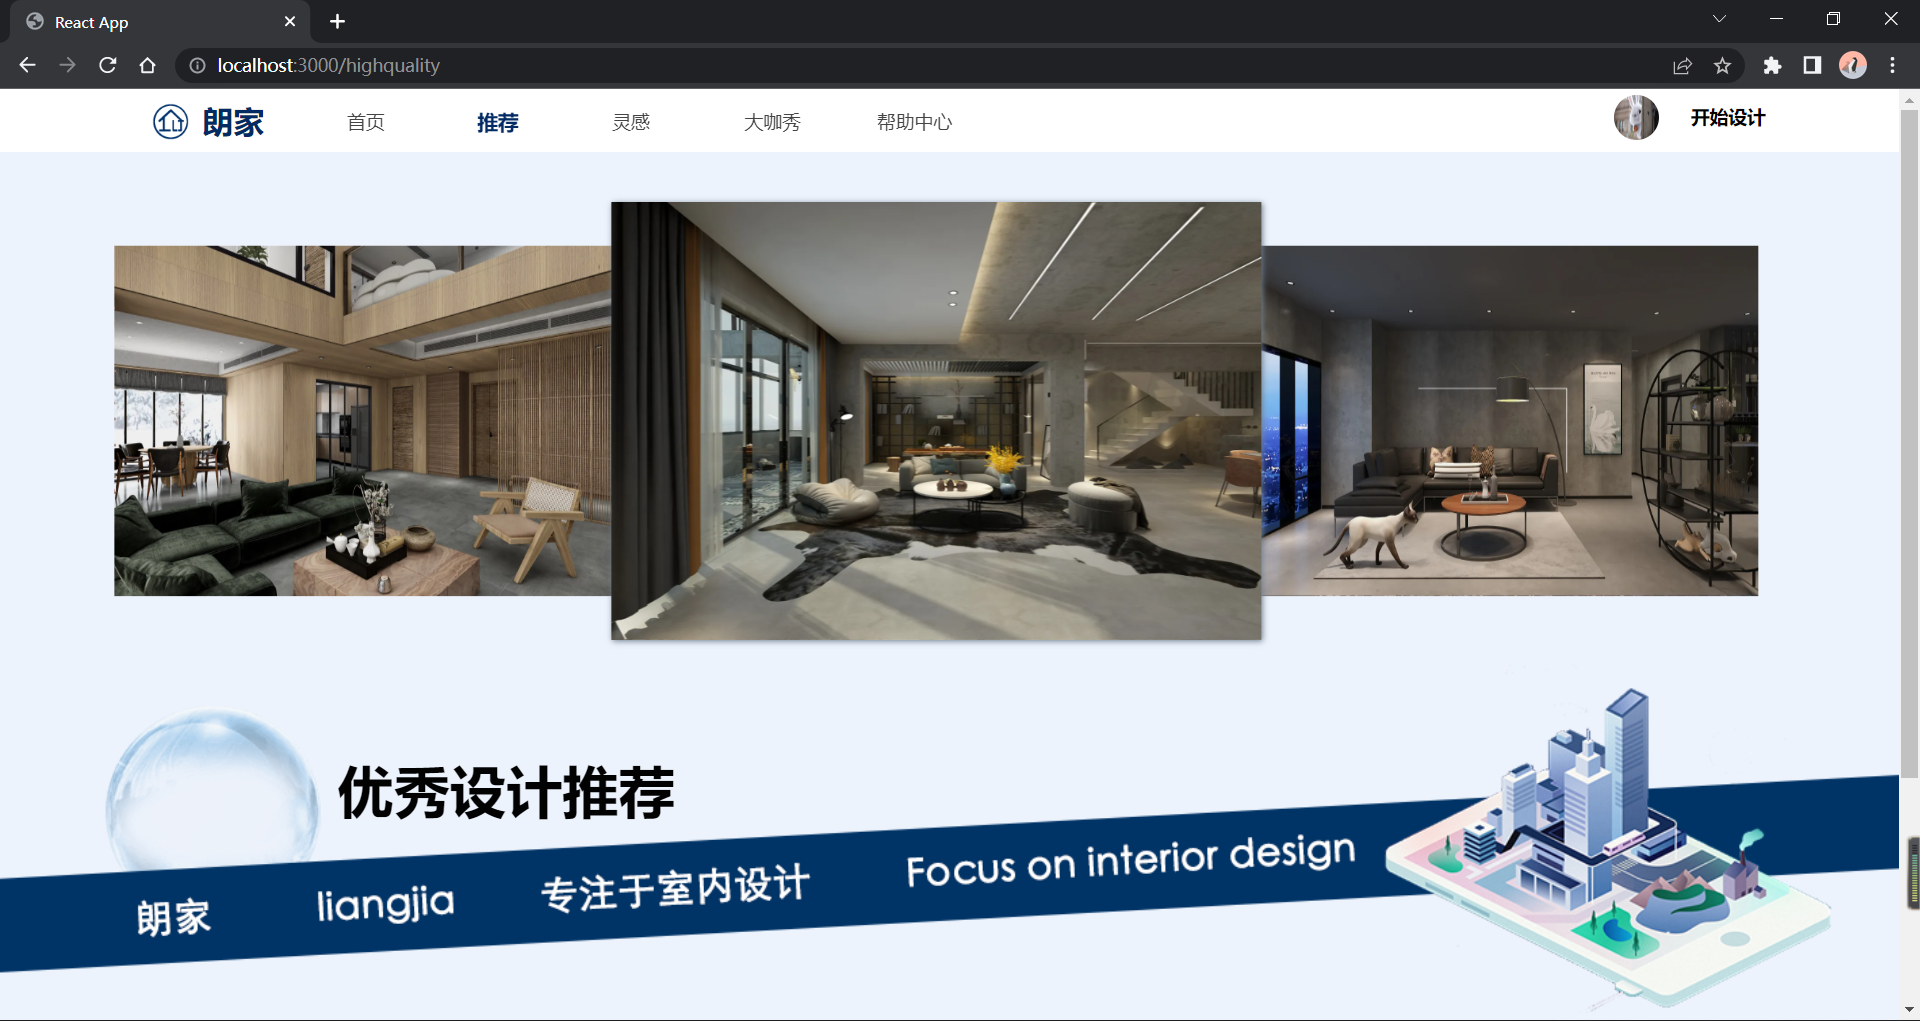 React App
localhost:3000/highquality
朗家
首页
推荐
灵感
大咖秀
帮助中心
开始设计
优秀设计推荐
朗家 liangjia 专注于室内设计 Focus on interior design